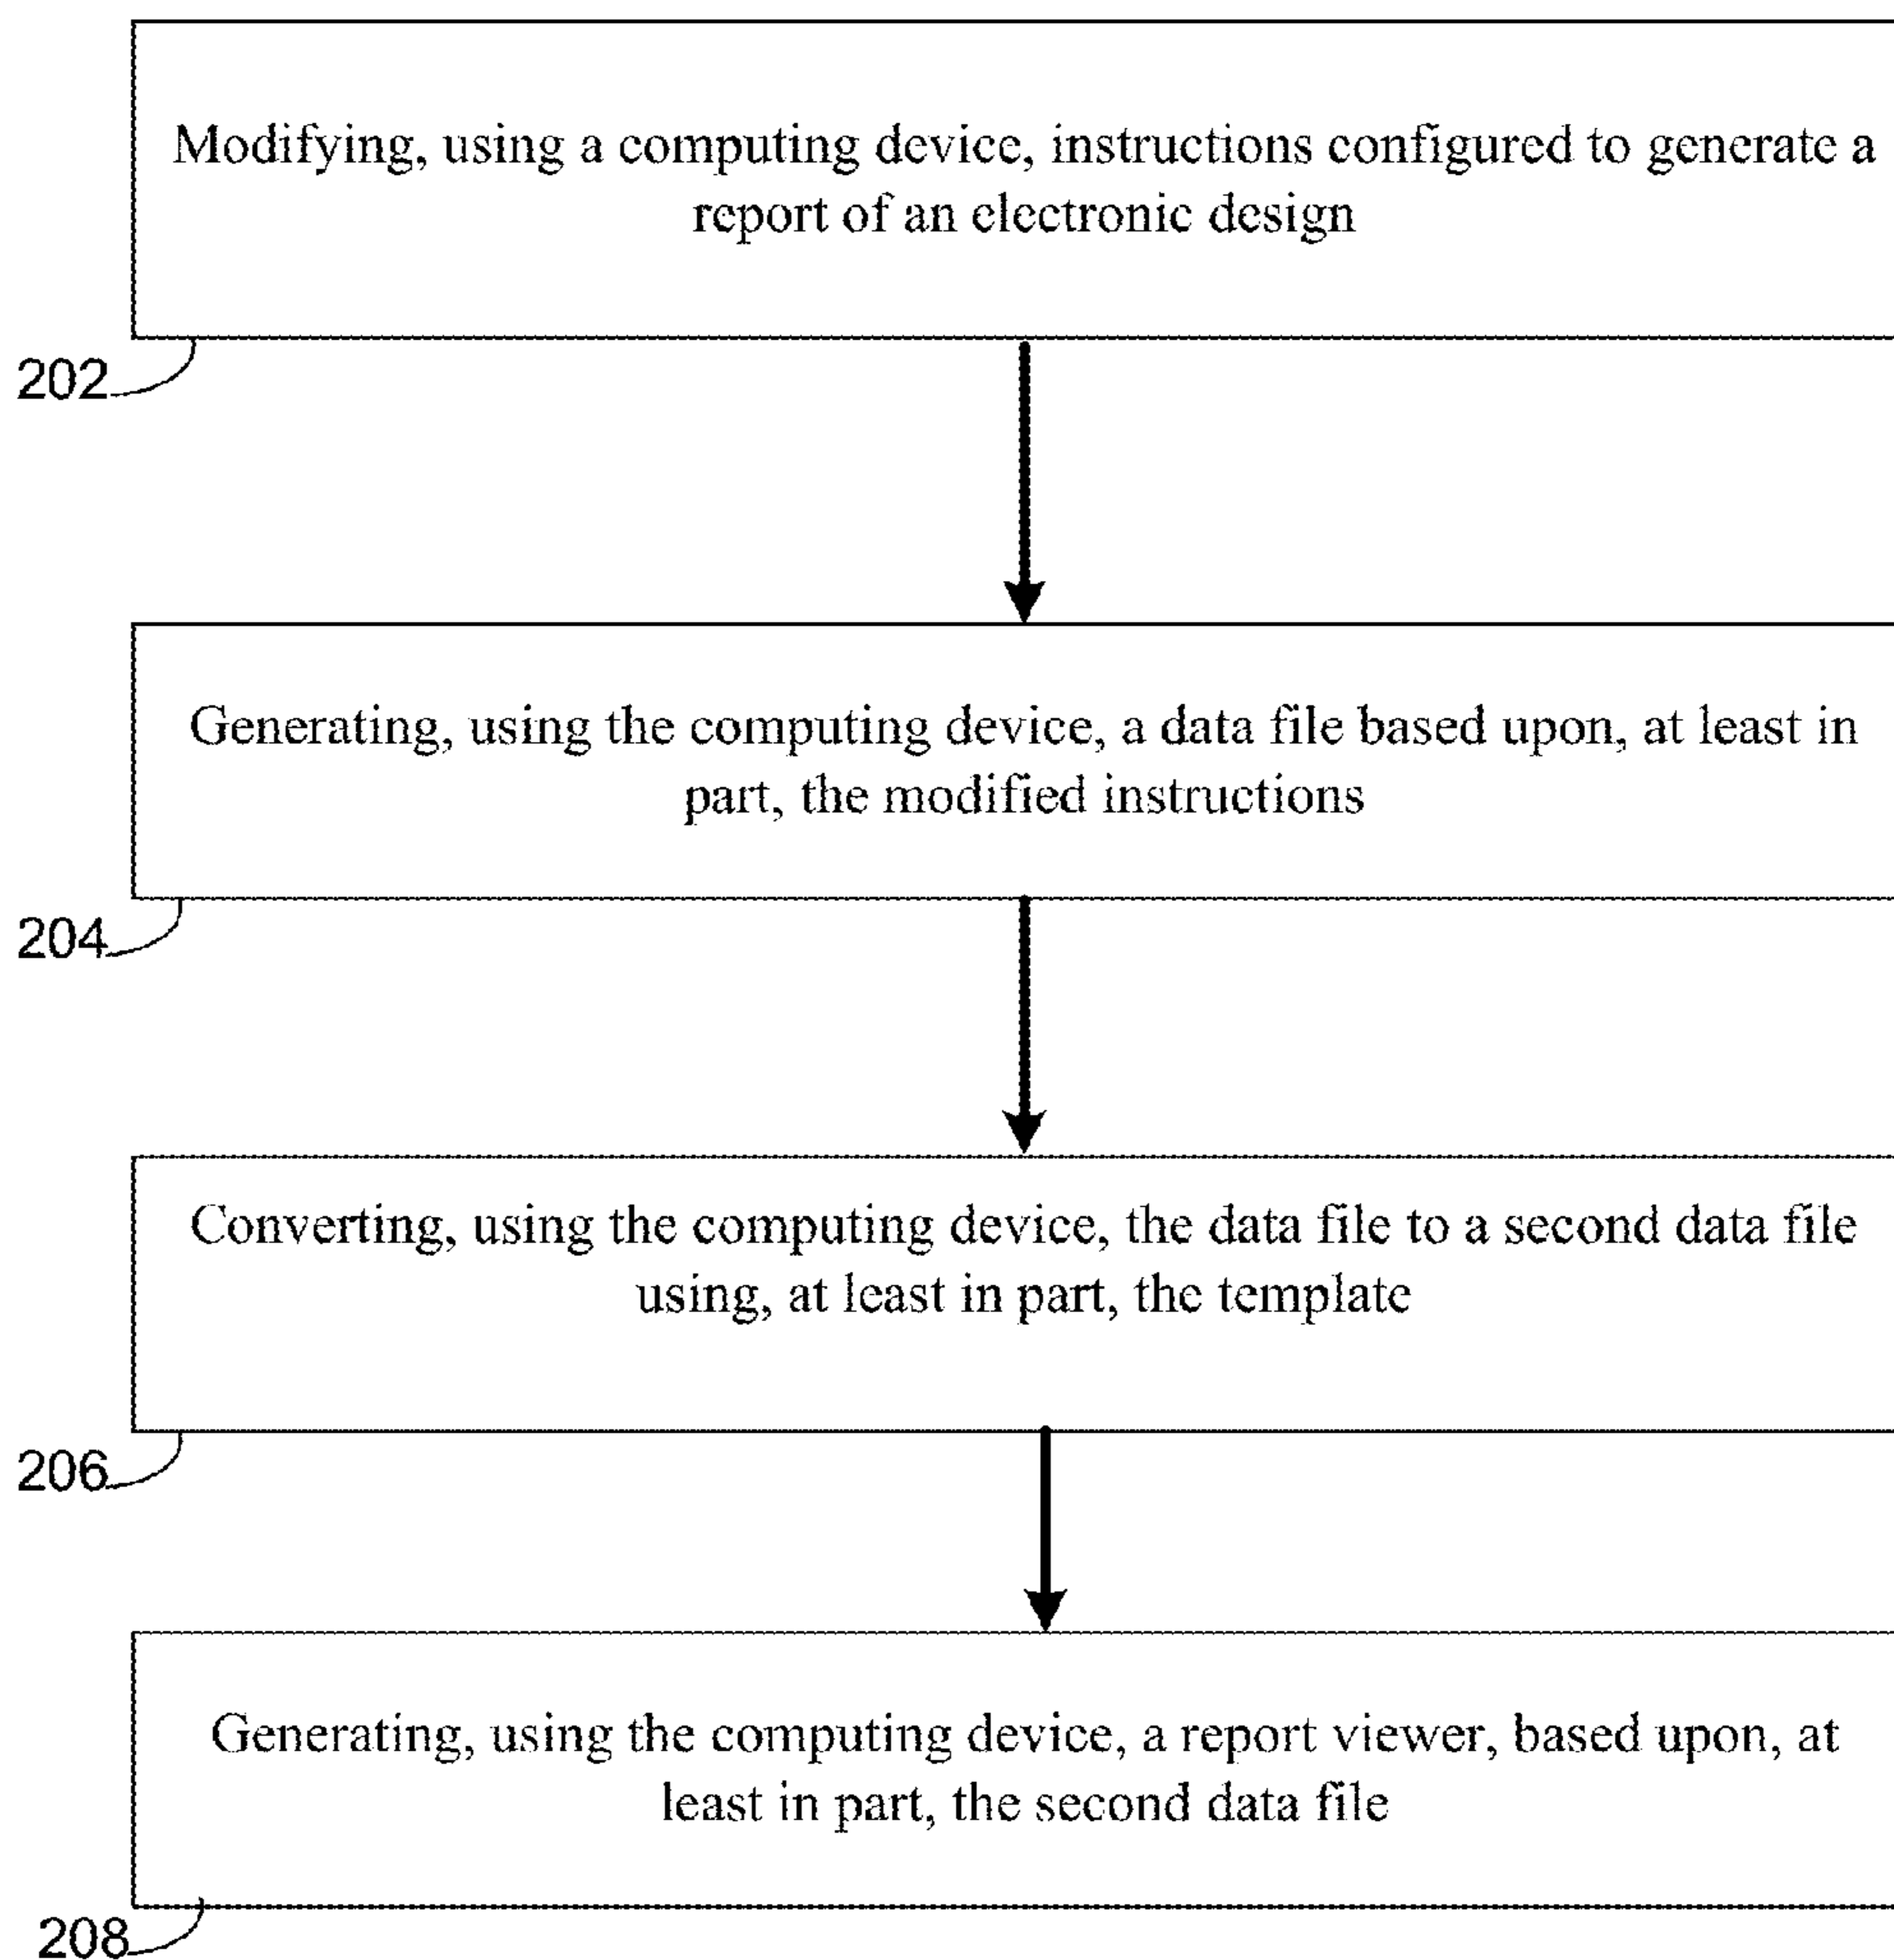 Modifying, using a computing device, instructions configured to generate a
report of an electronic design
202
Generating, using the computing device, a data file based upon, at least in
part, the modified instructions
204
Converting, using the computing device, the data file to a second data file
using, at least in part, the template
206
Generating, using the computing device, a report viewer, based upon, at
least in part, the second data file
208